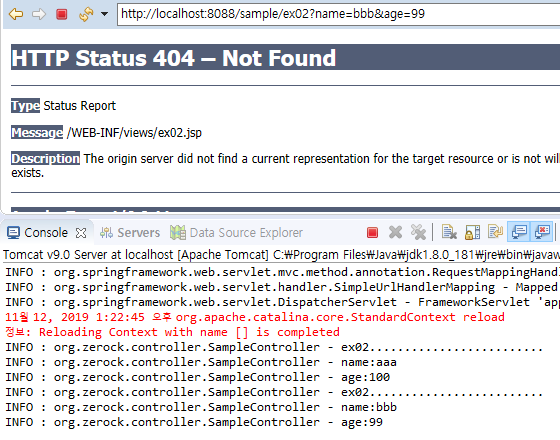 http://localhost:8088/sample/ex02?name=bbb&age=99
HTTP Status 404 – Not Found
Type Status Report
Message /WEB-INF/views/ex02.jsp
Description The origin server did not find a current representation for the target resource or is not wil
exists.
Console Servers Data Source Explorer
Tomcat v9.0 Server at localhost [Apache Tomcat] C:₩Program Files₩Java₩jdk1.8.0_181₩jre₩bin₩javaw
INFO : org.springframework.web.servlet.mvc.method.annotation.RequestMappingHandl
INFO : org.springframework.web.servlet.handler.SimpleUrlHandlerMapping - Mapped
INFO : org.springframework.web.servlet.DispatcherServlet - FrameworkServlet 'app
11월 12, 2019 1:22:45 오후 org.apache.catalina.core.StandardContext reload
정보: Reloading Context with name [] is completed
INFO : org.zerock.controller.SampleController - ex02.........................
INFO : org.zerock.controller.SampleController - name:aaa
INFO : org.zerock.controller.SampleController - age:100
INFO : org.zerock.controller.SampleController - ex02.........................
INFO : org.zerock.controller.SampleController - name:bbb
INFO : org.zerock.controller.SampleController - age:99